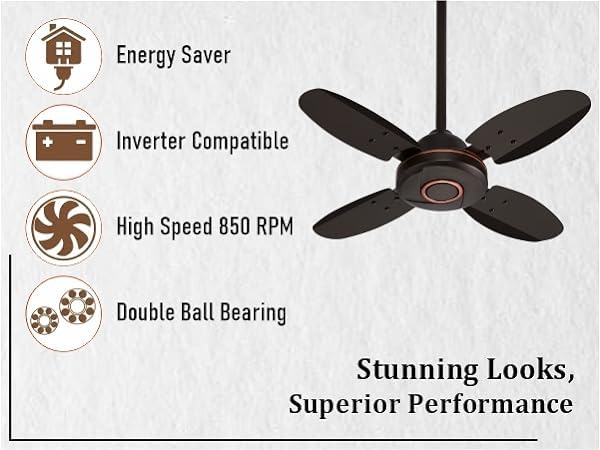 Energy Saver
Inverter Compatible
High Speed 850 RPM
Double Ball Bearing
Stunning Looks,
Superior Performance